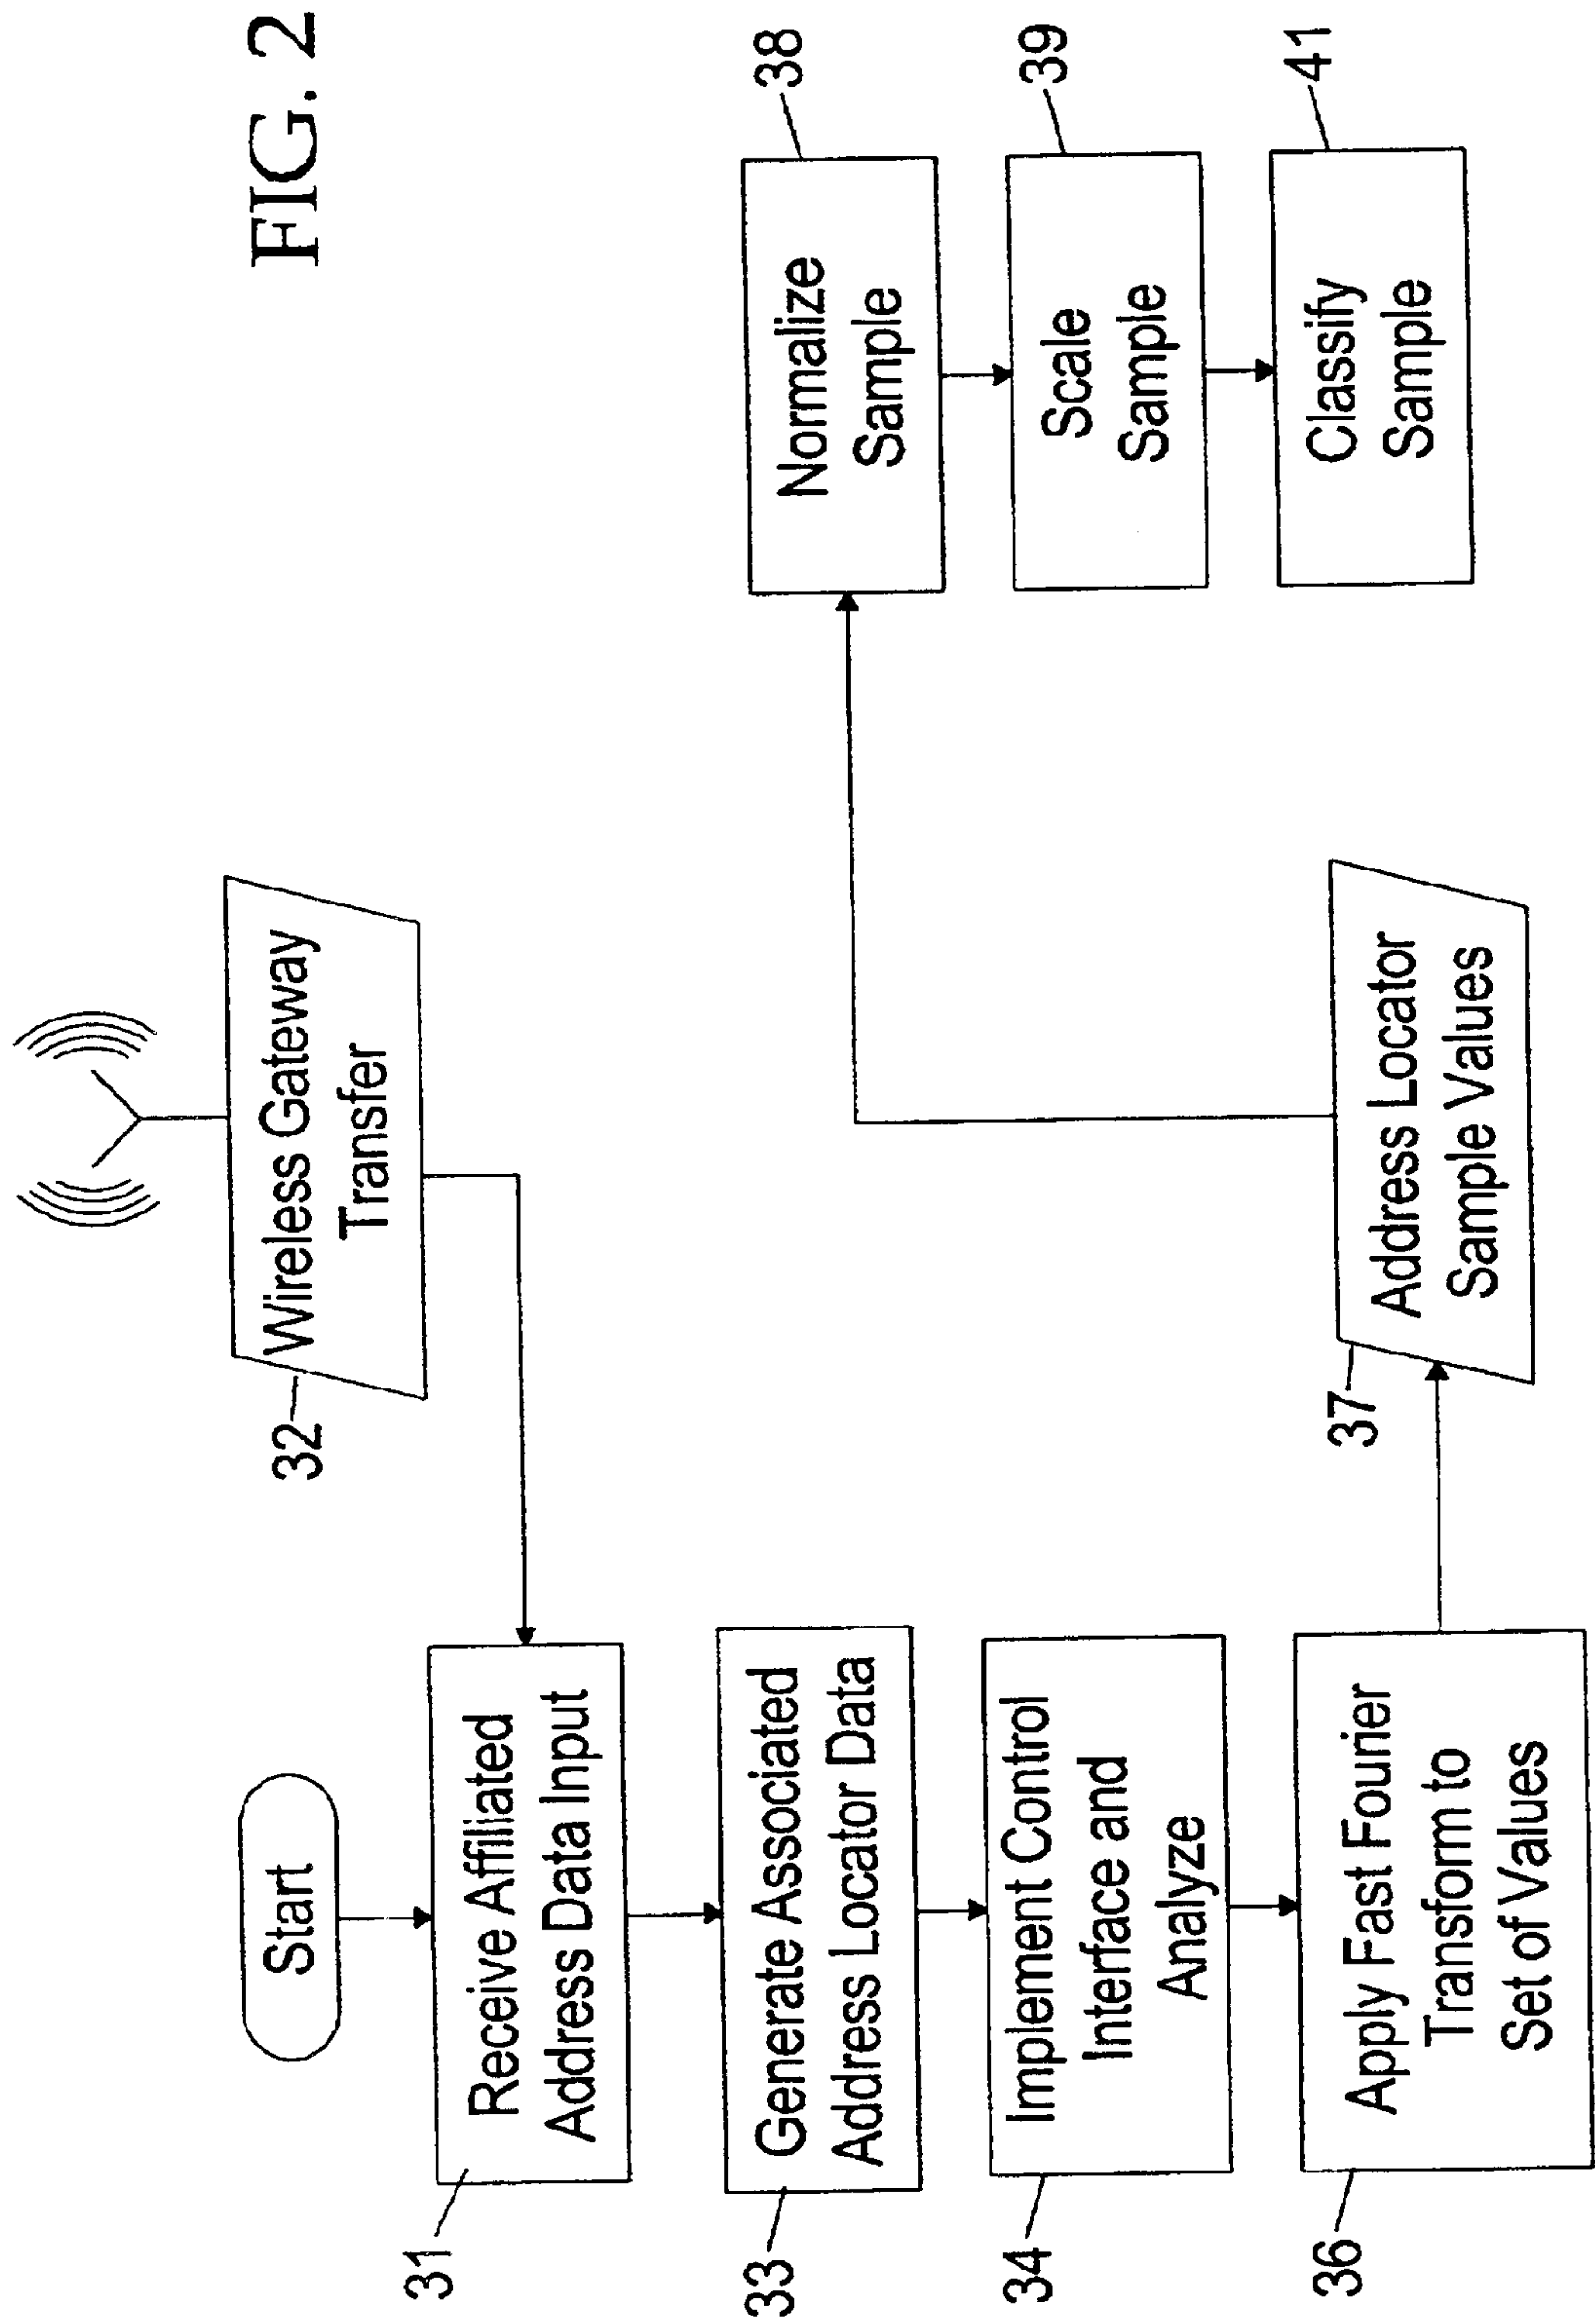 FIG. 2
Start
31
Receive Affiliated
Address Data Input
32
Wireless Gateway
Transfer
33
Generate Associated
Address Locator Data
34
Implement Control
Interface and
Analyze
36
Apply Fast Fourier
Transform to
Set of Values
37
Address Locator
Sample Values
38
Normalize
Sample
39
Scale
Sample
41
Classify
Sample